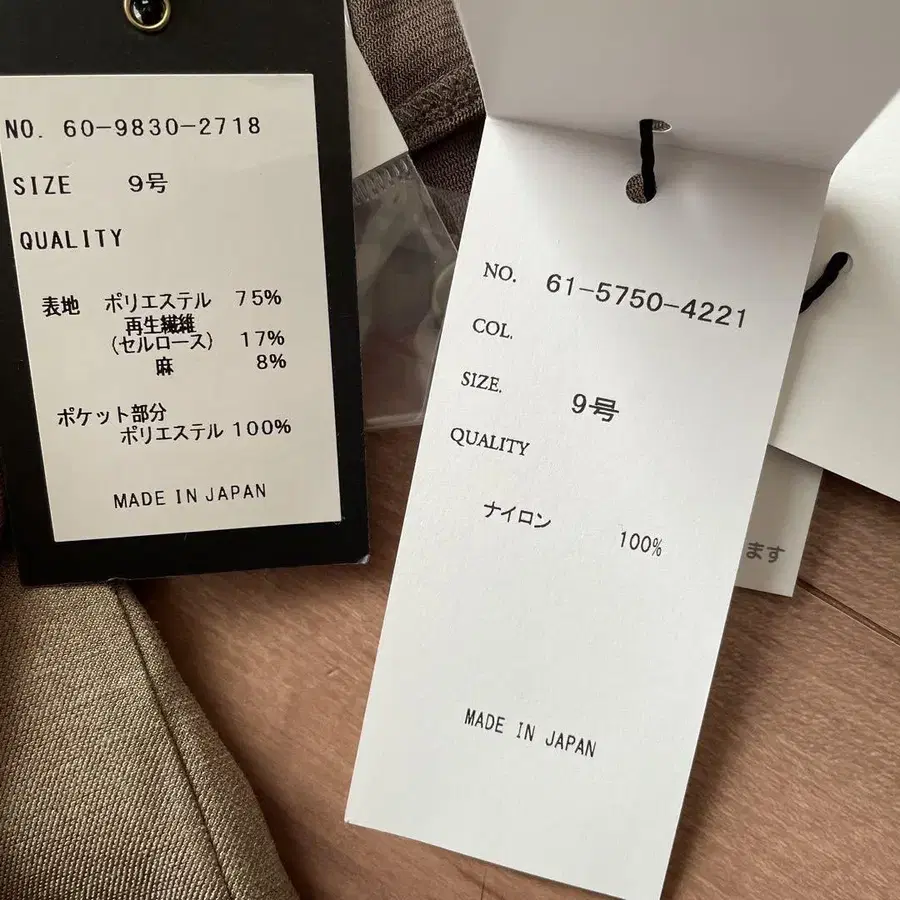 NO. 60-9830-2718
SIZE 9号
QUALITY
表地 ポリエステル 75%
再生繊維
(セルロース) 17%
麻 8%
ポケット部分
ポリエステル 100%
MADE IN JAPAN
NO. 61-5750-4221
COL.
SIZE. 9号
QUALITY
ナイロン
100%
MADE IN JAPAN
ます